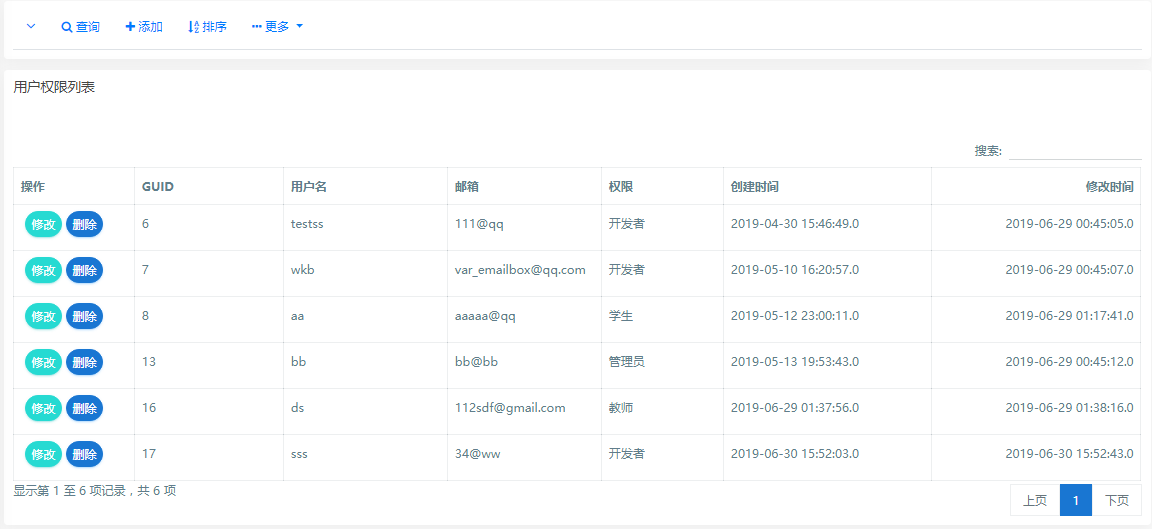 查询 添加 排序 更多
用户权限列表
搜索:
操作 GUID 用户名 邮箱 权限 创建时间 修改时间
修改 删除 6 testss 111@qq 开发者 2019-04-30 15:46:49.0 2019-06-29 00:45:05.0
修改 删除 7 wkb var_emailbox@qq.com 开发者 2019-05-10 16:20:57.0 2019-06-29 00:45:07.0
修改 删除 8 aa aaaaa@qq 学生 2019-05-12 23:00:11.0 2019-06-29 01:17:41.0
修改 删除 13 bb bb@bb 管理员 2019-05-13 19:53:43.0 2019-06-29 00:45:12.0
修改 删除 16 ds 112sdf@gmail.com 教师 2019-06-29 01:37:56.0 2019-06-29 01:38:16.0
修改 删除 17 sss 34@ww 开发者 2019-06-30 15:52:03.0 2019-06-30 15:52:43.0
显示第 1 至 6 项记录，共 6 项
上页 1 下页